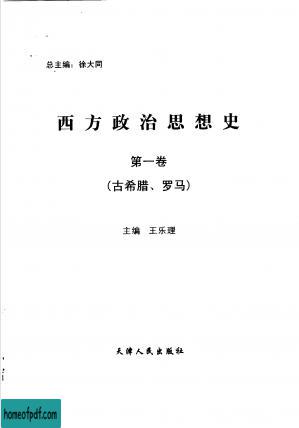 总主编：徐大同
西方政治思想史
第一卷
（古希腊、罗马）
主编 王乐理
天津人民出版社
homeofpdf.com